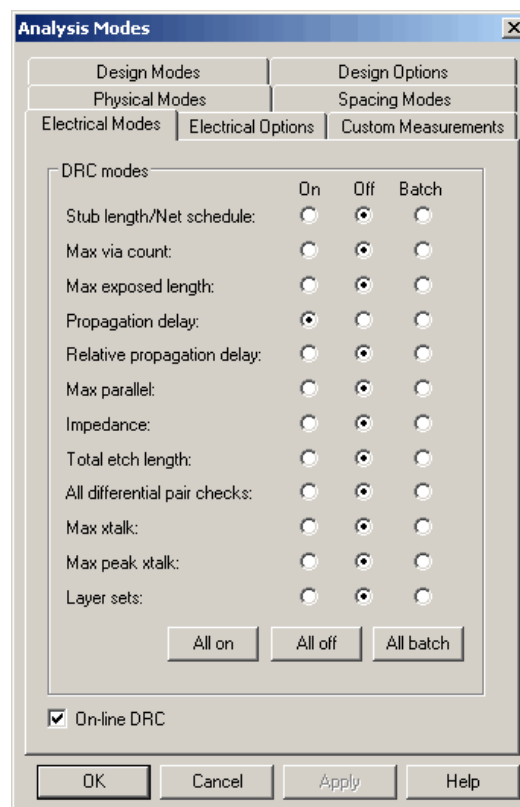 Analysis Modes
Design Modes
Design Options
Physical Modes
Spacing Modes
Electrical Modes
Electrical Options
Custom Measurements
DRC modes
On Off Batch
Stub length/Net schedule:
Max via count:
Max exposed length:
Propagation delay:
Relative propagation delay:
Max parallel:
Impedance:
Total etch length:
All differential pair checks:
Max xtalk:
Max peak xtalk:
Layer sets:
All on
All off
All batch
On-line DRC
OK
Cancel
Apply
Help